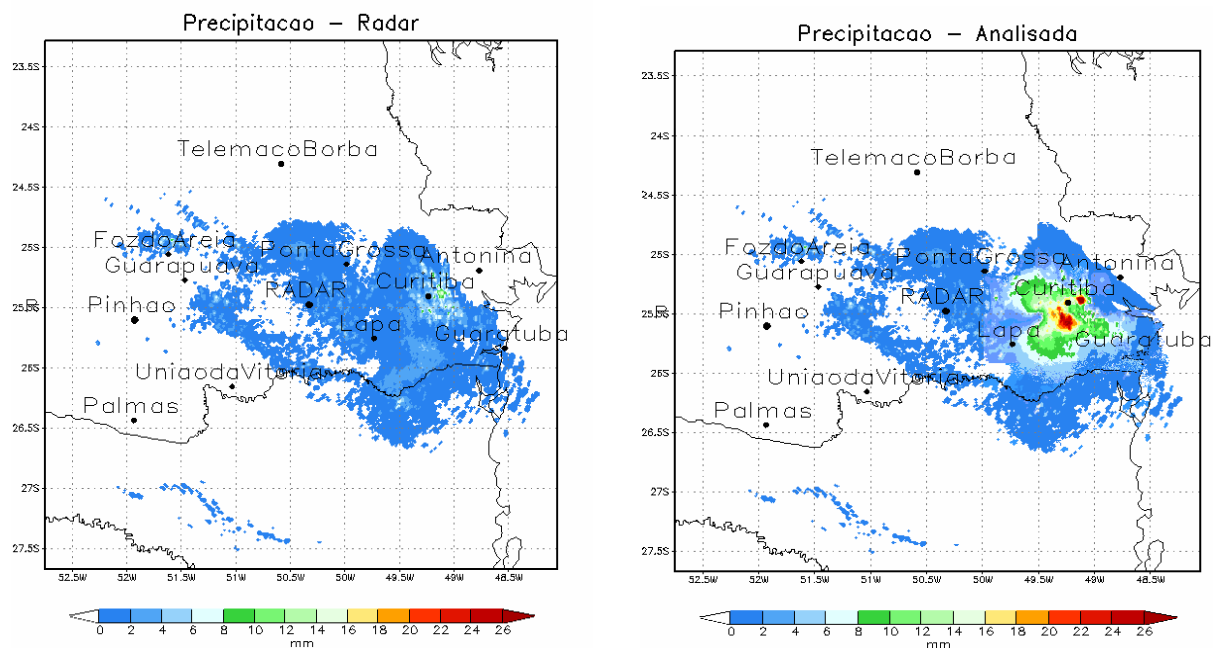 Precipitacao – Radar
23.5S
24S
TelemacoBorba
24.5S
25S
FozdoAreia
PontaGrossa
Antonina
Guarapuava
Curitiba
RADAR
25.5S
Pinhao
Lapa
Guaratuba
26S
UniaodaVitoria
Palmas
26.5S
27S
27.5S
52.5W 52W 51.5W 51W 50.5W 50W 49.5W 49W 48.5W
0 2 4 6 8 10 12 14 16 18 20 22 24 26
mm
Precipitacao – Analisada
23.5S
24S
TelemacoBorba
24.5S
25S
FozdoAreia
PontaGrossa
Antonina
Guarapuava
Curitiba
RADAR
25.5S
Pinhao
Lapa
Guaratuba
26S
UniaodaVitoria
Palmas
26.5S
27S
27.5S
52.5W 52W 51.5W 51W 50.5W 50W 49.5W 49W 48.5W
0 2 4 6 8 10 12 14 16 18 20 22 24 26
mm